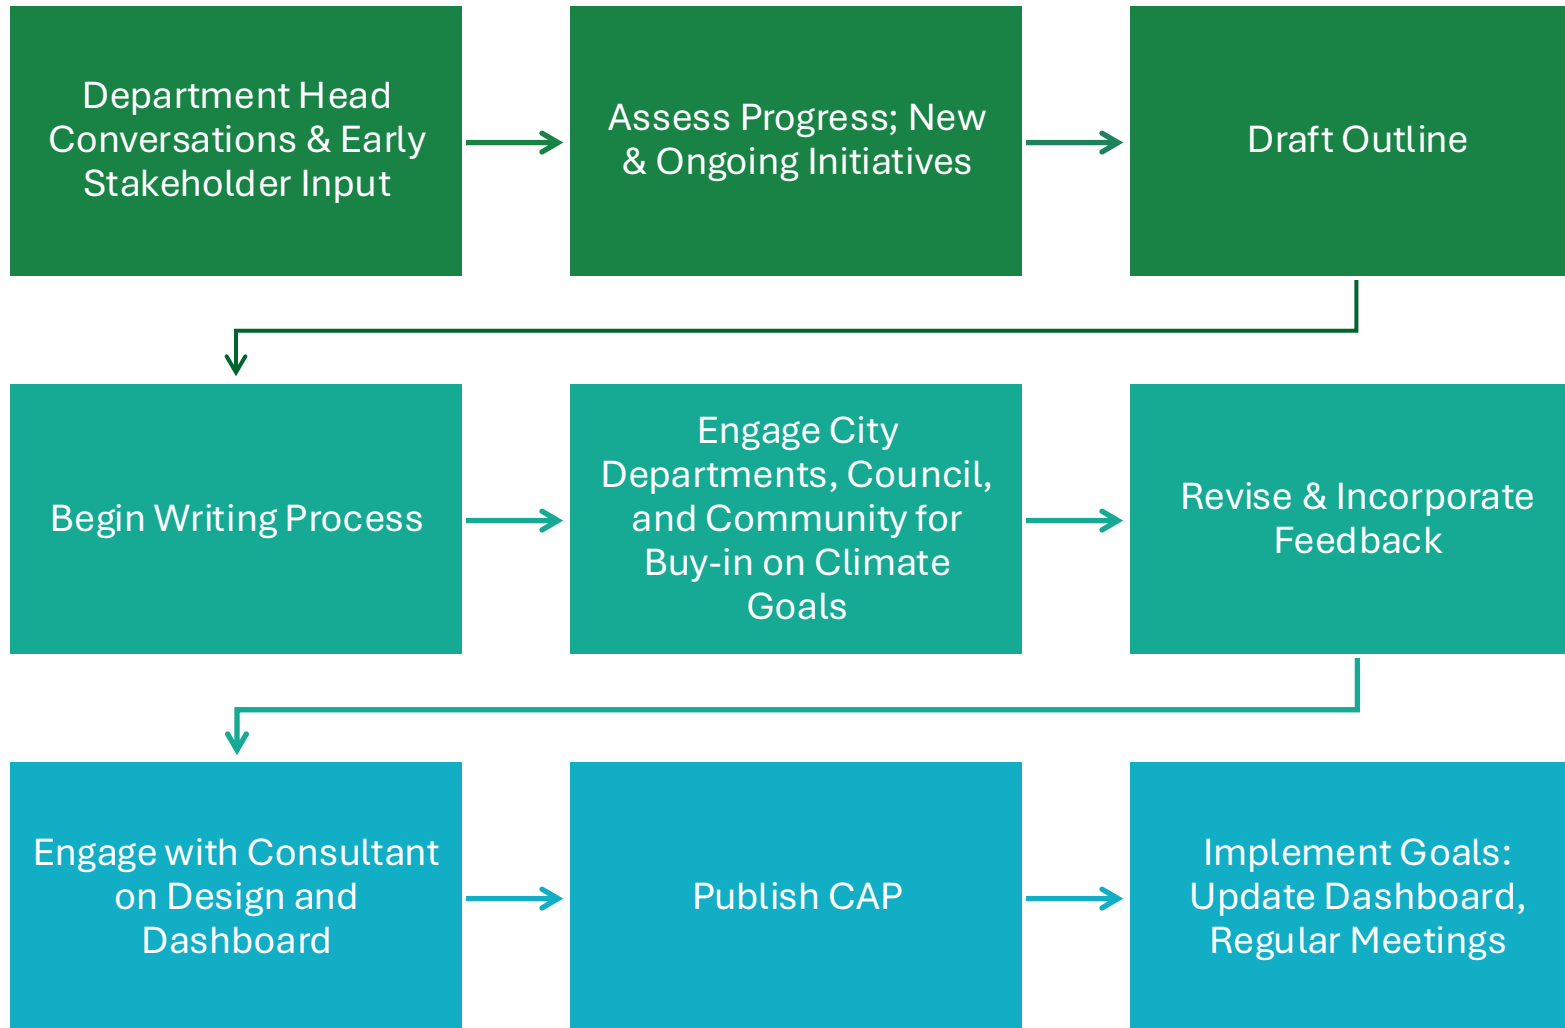 Department Head
Conversations & Early
Stakeholder Input
Assess Progress; New
& Ongoing Initiatives
Draft Outline
Begin Writing Process
Engage City
Departments, Council,
and Community for
Buy-in on Climate
Goals
Revise & Incorporate
Feedback
Engage with Consultant
on Design and
Dashboard
Publish CAP
Implement Goals:
Update Dashboard,
Regular Meetings